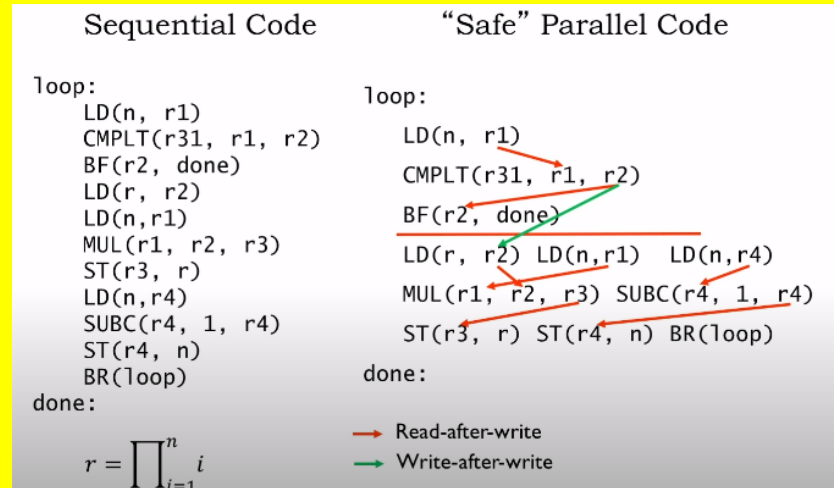 Sequential Code
loop:
LD(n, r1)
CMPLT(r31, r1, r2)
BF(r2, done)
LD(r, r2)
LD(n,r1)
MUL(r1, r2, r3)
ST(r3, r)
LD(n,r4)
SUBC(r4, 1, r4)
ST(r4, n)
BR(loop)
done:
r = ∏ⁿᵢ₌₁ i
“Safe” Parallel Code
loop:
LD(n, r1)
CMPLT(r31, r1, r2)
BF(r2, done)
LD(r, r2) LD(n,r1) LD(n,r4)
MUL(r1, r2, r3) SUBC(r4, 1, r4)
ST(r3, r) ST(r4, n) BR(loop)
done:
Read-after-write
Write-after-write